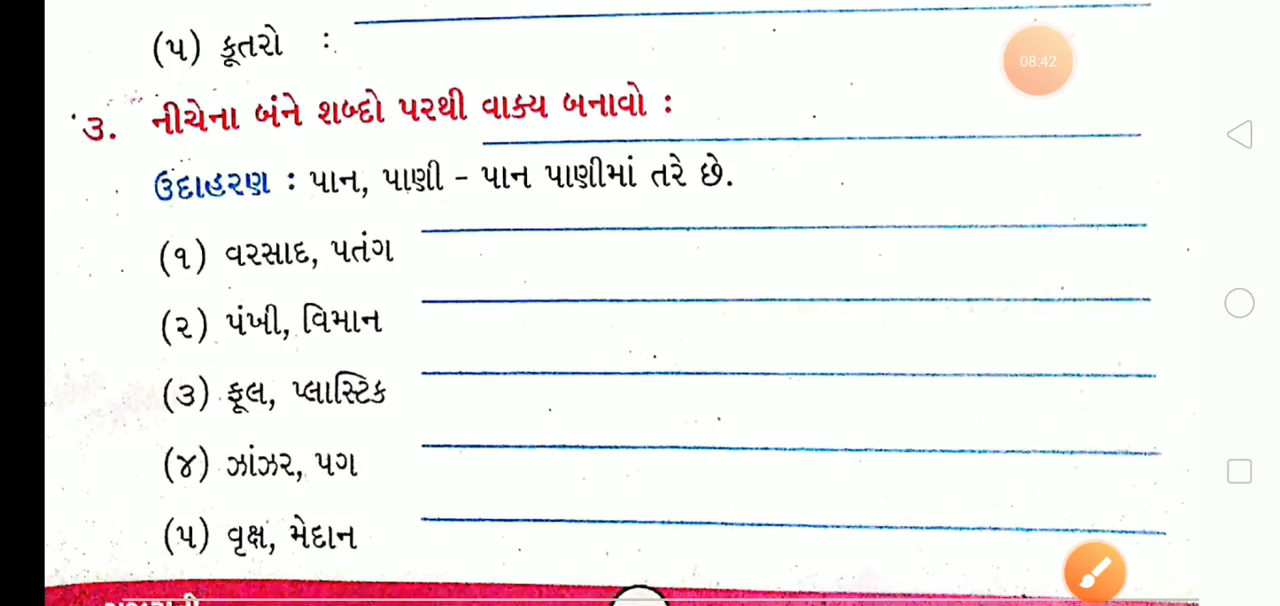 (૫) કૂતરો :
08:42
૩. નીચેના બંને શબ્દો પરથી વાક્ય બનાવો :
ઉદાહરણ : પાન, પાણી – પાન પાણીમાં તરે છે.
(૧) વરસાદ, પતંગ
(૨) પંખી, વિમાન
(૩) ફૂલ, પ્લાસ્ટિક
(૪) ઝાંઝર, પગ
(૫) વૃક્ષ, મેદાન